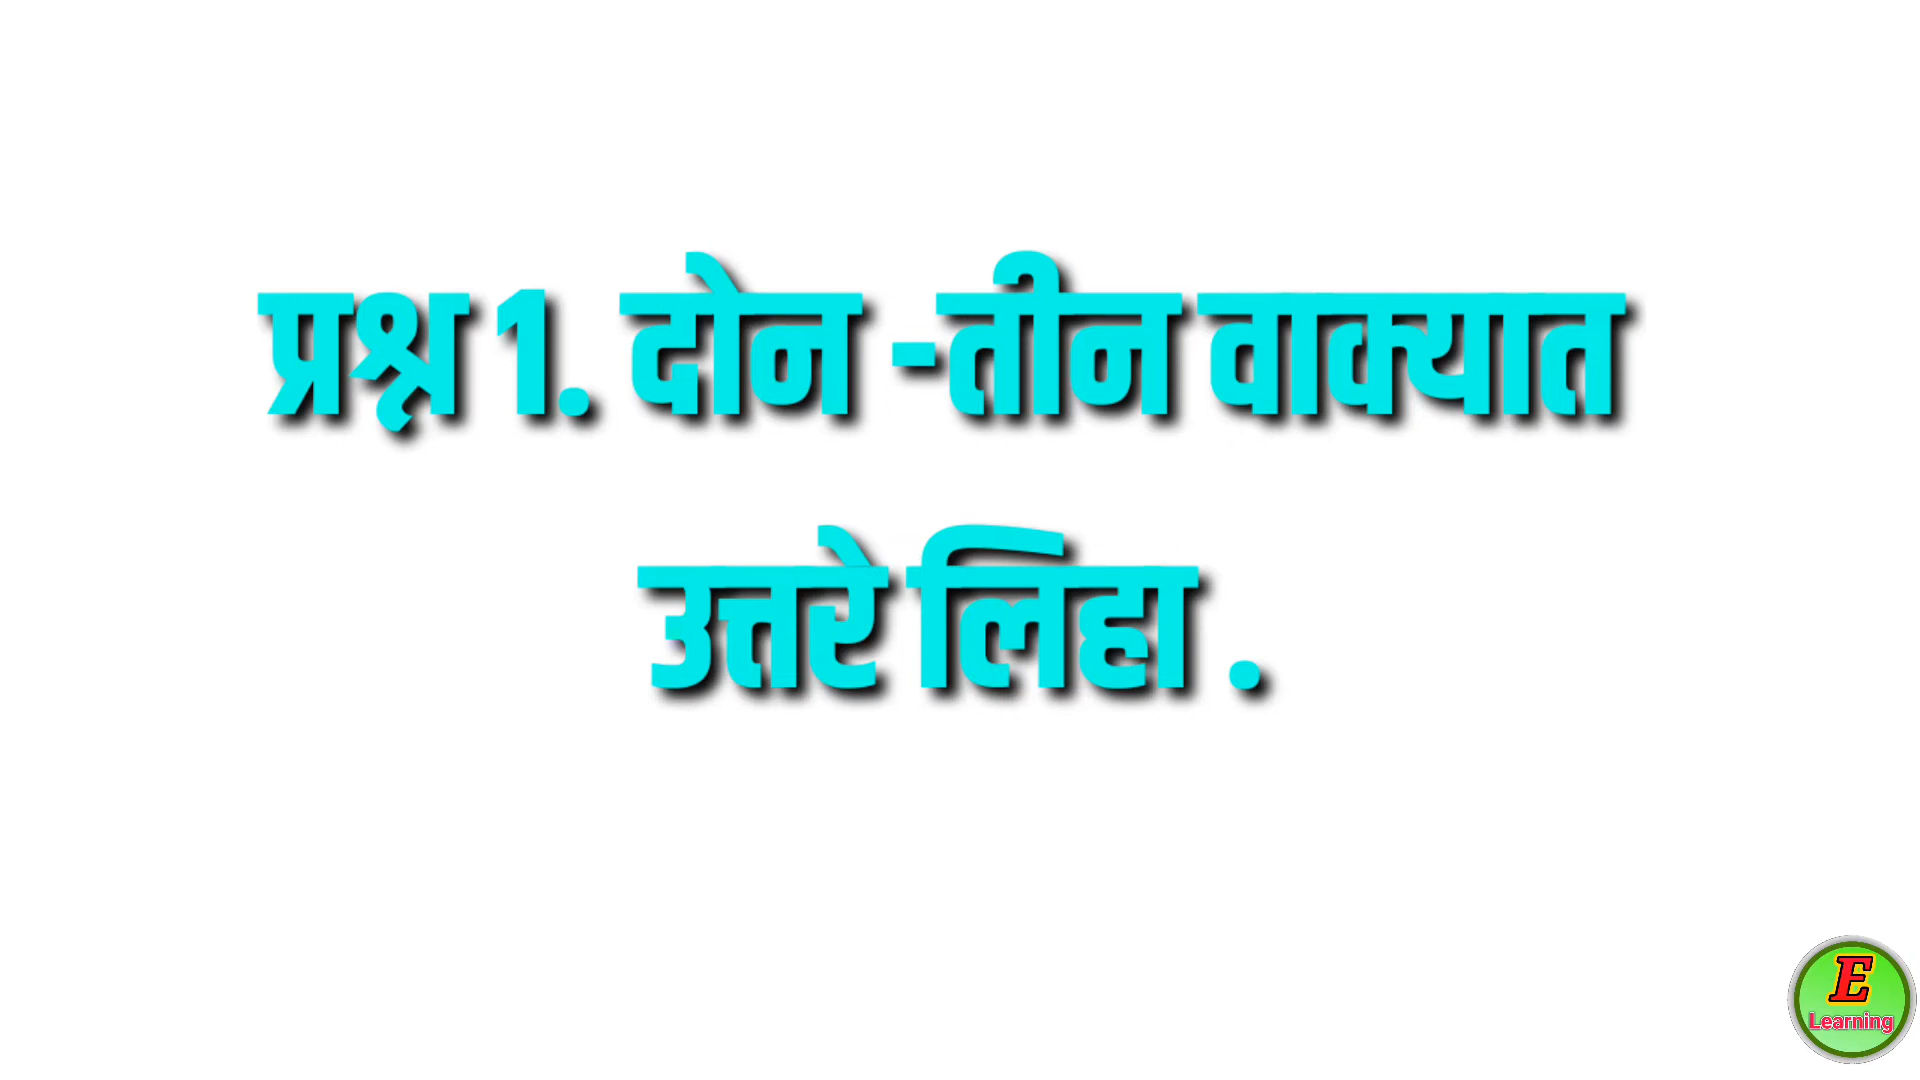 प्रश्न 1. दोन -तीन वाक्यात
उत्तरे लिहा .
E
Learning